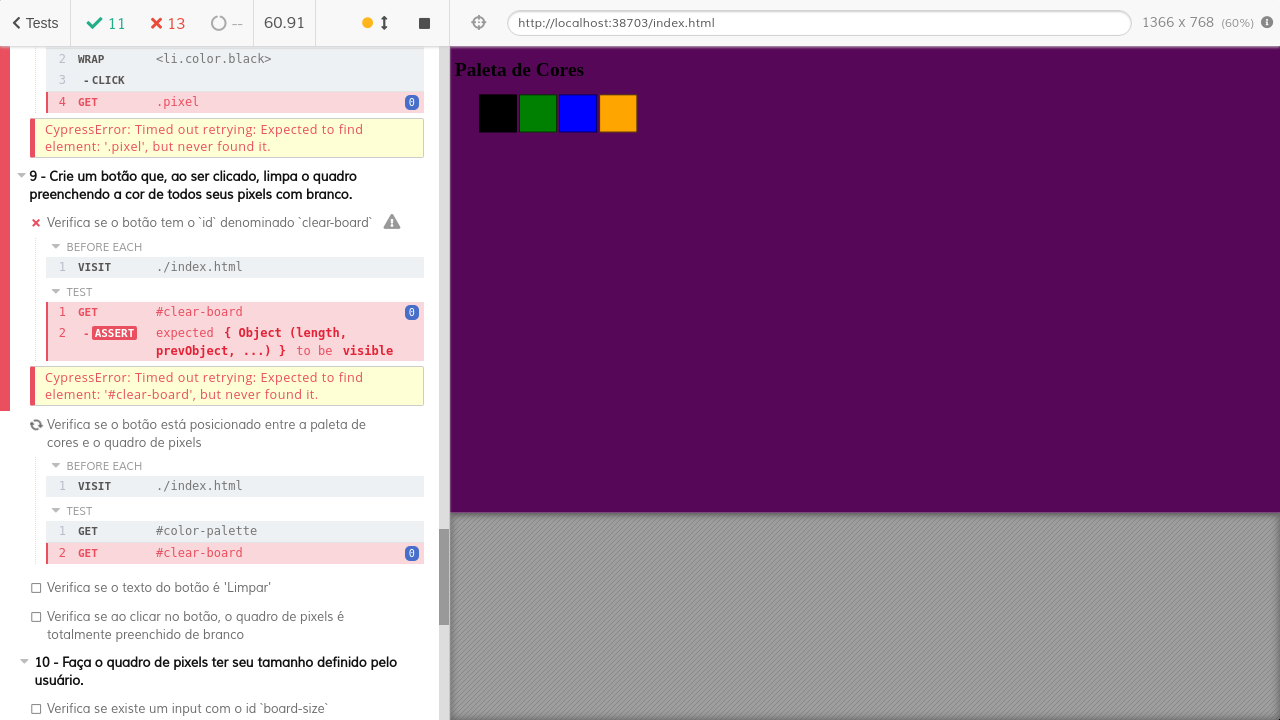 Tests 11 13 -- 60.91 http://localhost:38703/index.html 1366 x 768 (60%)
2 WRAP <li.color.black>
3 -CLICK
4 GET .pixel 0
CypressError: Timed out retrying: Expected to find
element: '.pixel', but never found it.
9 - Crie um botão que, ao ser clicado, limpa o quadro
preenchendo a cor de todos seus pixels com branco.
Verifica se o botão tem o `id` denominado `clear-board`
BEFORE EACH
1 VISIT ./index.html
TEST
1 GET #clear-board 0
2 -ASSERT expected { Object (length,
prevObject, ...) } to be visible
CypressError: Timed out retrying: Expected to find
element: '#clear-board', but never found it.
Verifica se o botão está posicionado entre a paleta de
cores e o quadro de pixels
BEFORE EACH
1 VISIT ./index.html
TEST
1 GET #color-palette
2 GET #clear-board 0
Verifica se o texto do botão é 'Limpar'
Verifica se ao clicar no botão, o quadro de pixels é
totalmente preenchido de branco
10 - Faça o quadro de pixels ter seu tamanho definido pelo
usuário.
Verifica se existe um input com o id `board-size`
Paleta de Cores